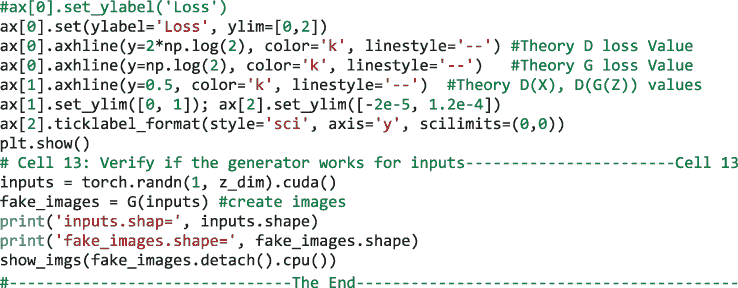 #ax[0].set_ylabel('Loss')
ax[0].set(ylabel='Loss', ylim=[0,2])
ax[0].axhline(y=2*np.log(2), color='k', linestyle='--') #Theory D loss Value
ax[0].axhline(y=np.log(2), color='k', linestyle='--')   #Theory G loss Value
ax[1].axhline(y=0.5, color='k', linestyle='--')  #Theory D(X), D(G(Z)) values
ax[1].set_ylim([0, 1]); ax[2].set_ylim([-2e-5, 1.2e-4])
ax[2].ticklabel_format(style='sci', axis='y', scilimits=(0,0))
plt.show()
# Cell 13: Verify if the generator works for inputs-----------------------Cell 13
inputs = torch.randn(1, z_dim).cuda()
fake_images = G(inputs) #create images
print('inputs.shap=', inputs.shape)
print('fake_images.shape=', fake_images.shape)
show_imgs(fake_images.detach().cpu())
#-------------------------------The End---------------------------------------